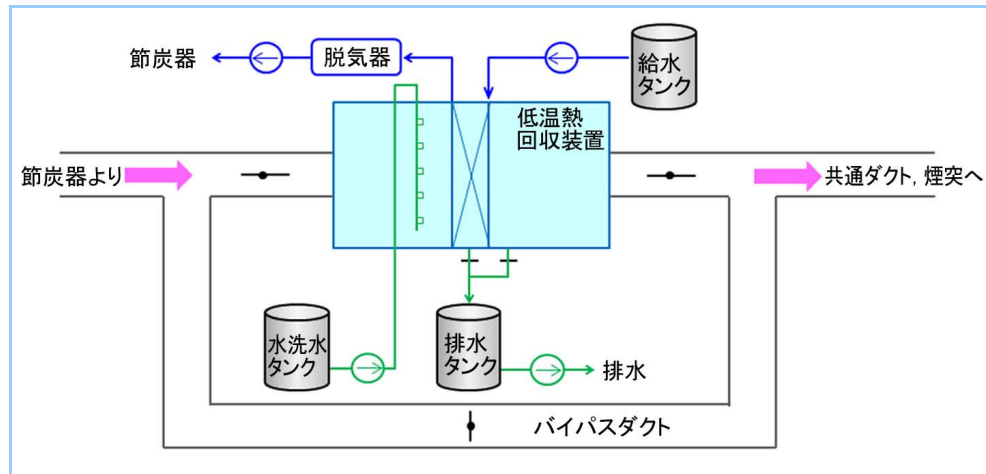 節炭器
脱気器
給水
タンク
低温熱
回収装置
節炭器より
共通ダクト, 煙突へ
水洗水
タンク
排水
タンク
排水
バイパスダクト